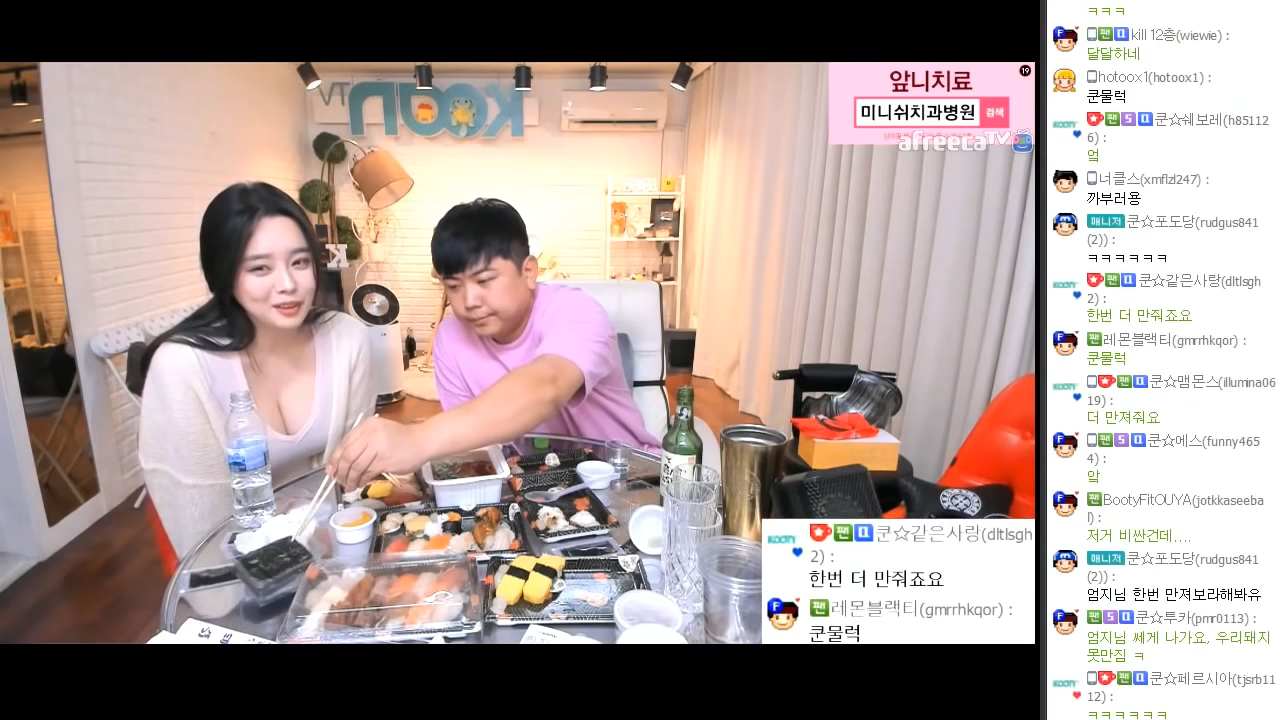 앞니치료
미니쉬치과병원 검색
19
afreecaTV
koon
TV
K
쿤☆같은사랑(dltlsgh
2) :
한번 더 만줘죠요
레몬블랙티(gmrrhkqor) :
쿤물럭
ㅋㅋㅋ
kill 12층(wiewie) :
달달하네
hotoox1(hotoox1) :
쿤물럭
쿤☆쉐보레(h85112
6) :
엌
너클스(xmflzl247) :
까부러용
매니저 쿤☆포도당(rudgus841
(2)) :
ㅋㅋㅋㅋㅋㅋ
쿤☆같은사랑(dltlsgh
2) :
한번 더 만줘죠요
레몬블랙티(gmrrhkqor) :
쿤물럭
쿤☆맴몬스(illumina06
19) :
더 만져줘요
쿤☆에스(funny465
4) :
앞
BootyFitOUYA(jotkkaseeba
l) :
저거 비싼건데....
매니저 쿤☆포도당(rudgus841
(2)) :
엄지님 한번 만져보라해봐유
쿤☆루카(pmr0113) :
엄지님 쎄게 나가요, 우리돼지
못만짐 ㅋ
쿤☆페르시아(tjsrb11
12) :
ㅋㅋㅋㅋㅋㅋ